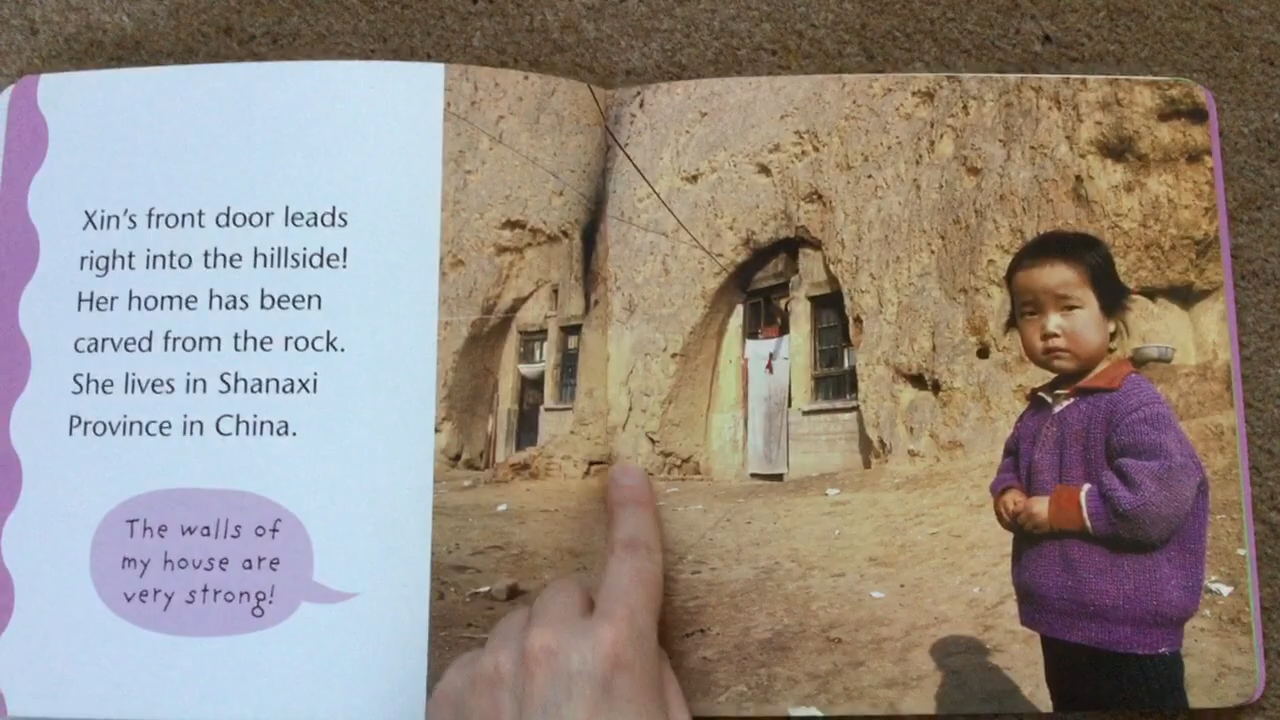 Xin's front door leads
right into the hillside!
Her home has been
carved from the rock.
She lives in Shanaxi
Province in China.
The walls of
my house are
very strong!